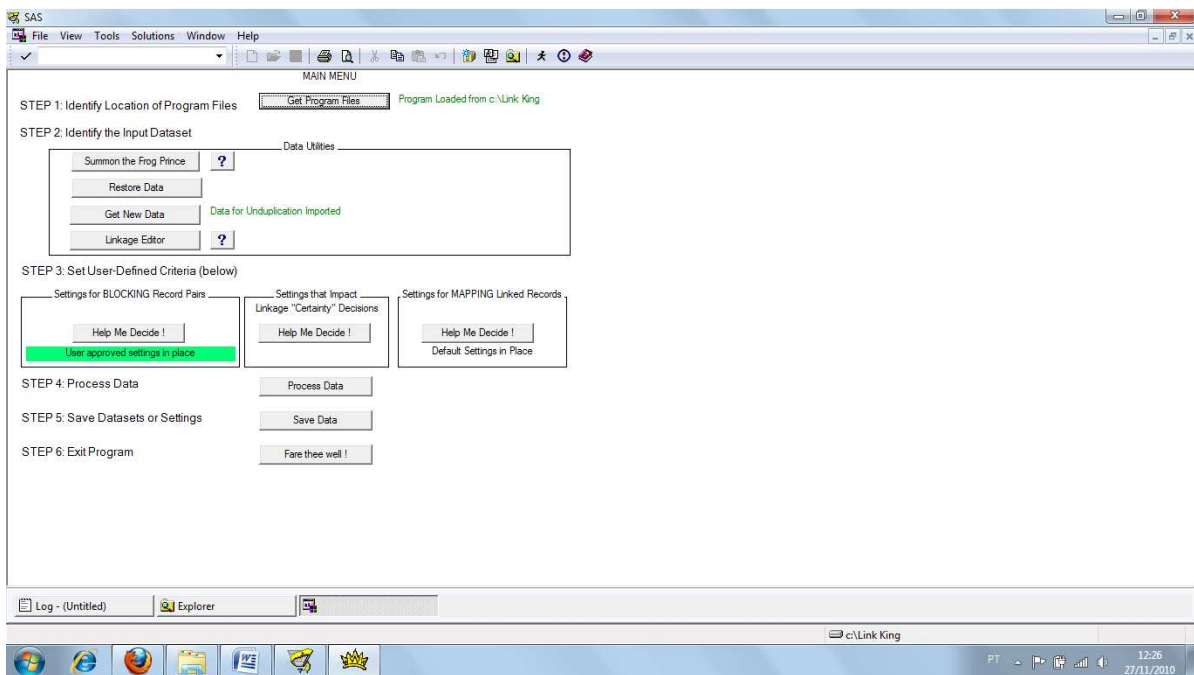 SAS
File View Tools Solutions Window Help
MAIN MENU
STEP 1: Identify Location of Program Files
Get Program Files
Program Loaded from c:\Link King
STEP 2: Identify the Input Dataset
Data Utilities
Summon the Frog Prince ?
Restore Data
Get New Data Data for Unduplication Imported
Linkage Editor ?
STEP 3: Set User-Defined Criteria (below)
Settings for BLOCKING Record Pairs
Help Me Decide !
User approved settings in place
Settings that Impact
Linkage "Certainty" Decisions
Help Me Decide !
Settings for MAPPING Linked Records
Help Me Decide !
Default Settings in Place
STEP 4: Process Data
Process Data
STEP 5: Save Datasets or Settings
Save Data
STEP 6: Exit Program
Fare thee well !
Log - (Untitled) Explorer
c:\Link King
PT 12:26
27/11/2010